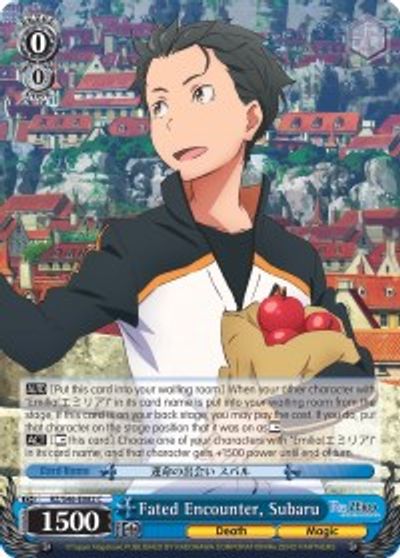 0
0
AUTO [Put this card into your waiting room] When your other character with
"Emilia/エミリア" in its card name is put into your waiting room from
the stage, if this card is on your back stage, you may pay the cost. If you do, put
that character on the stage position that it was on as
ACT [ this card] Choose one of your characters with "Emilia/エミリア"
in its card name, and that character gets +1500 power until end of turn.
Card Name
運命の出会い スバル
1500
Fated Encounter, Subaru
Death
Magic